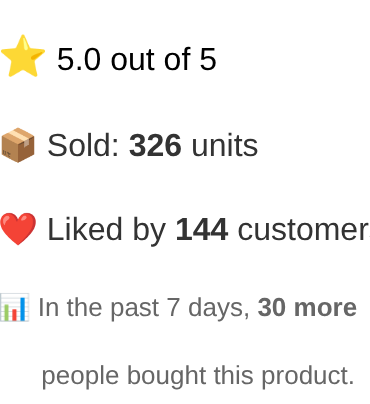 ⭐ 5.0 out of 5
📦 Sold: 326 units
❤️ Liked by 144 customer
📊 In the past 7 days, 30 more
people bought this product.